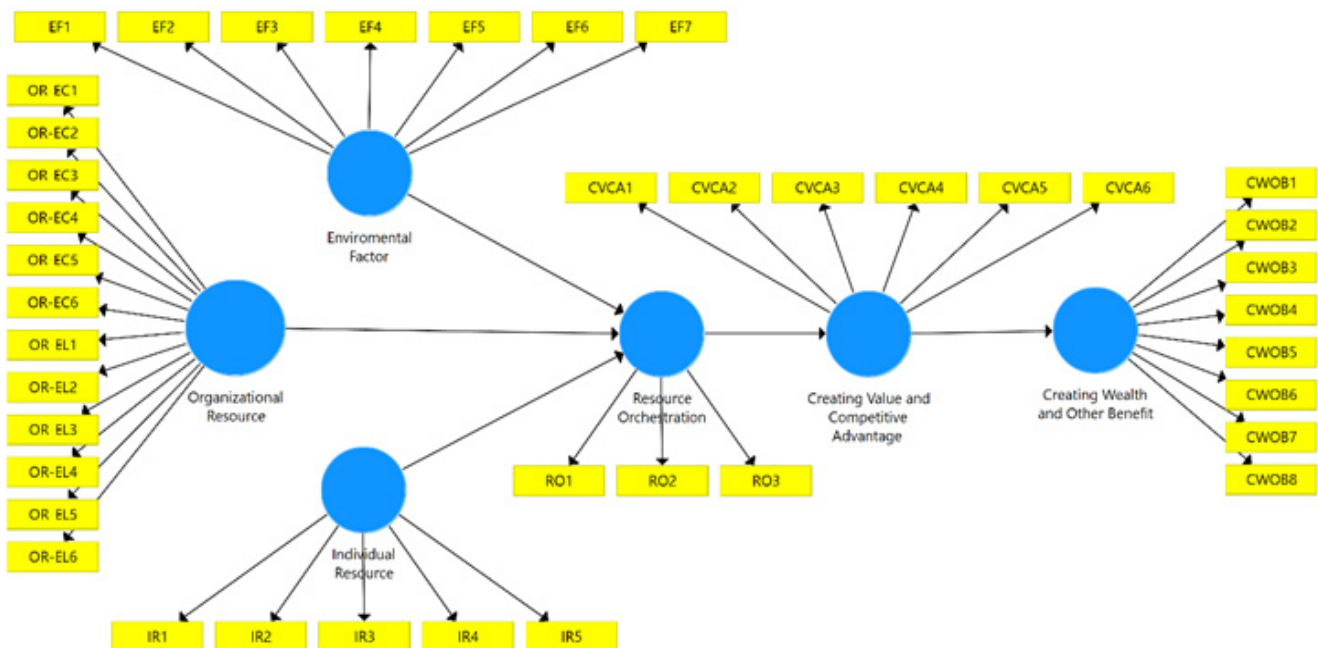 EF1
EF2
EF3
EF4
EF5
EF6
EF7
OR EC1
OR-EC2
OR EC3
OR-EC4
OR EC5
OR-EC6
OR EL1
OR-EL2
OR EL3
OR-EL4
OR EL5
OR-EL6
Enviromental
Factor
Organizational
Resource
Individual
Resource
IR1
IR2
IR3
IR4
IR5
Resource
Orchestration
RO1
RO2
RO3
CVCA1
CVCA2
CVCA3
CVCA4
CVCA5
CVCA6
Creating Value and
Competitive
Advantage
Creating Wealth
and Other Benefit
CWOB1
CWOB2
CWOB3
CWOB4
CWOB5
CWOB6
CWOB7
CWOB8